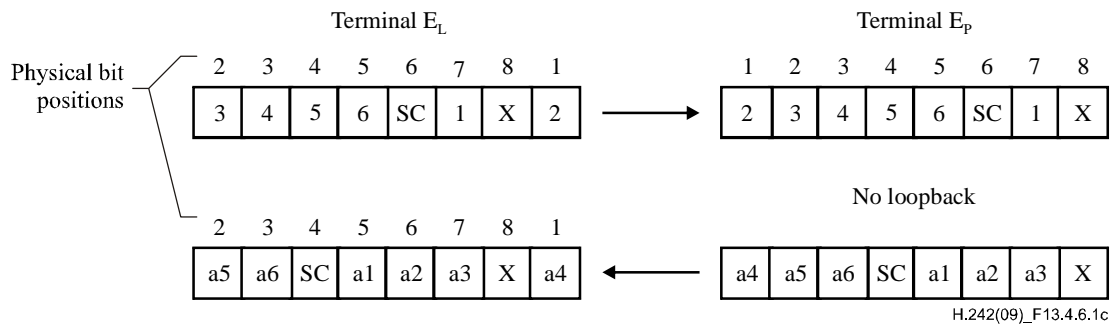 Terminal E_L Terminal E_P
Physical bit positions
2 3 4 5 6 7 8 1 1 2 3 4 5 6 7 8
3 4 5 6 SC 1 X 2 2 3 4 5 6 SC 1 X
No loopback
2 3 4 5 6 7 8 1
a5 a6 SC a1 a2 a3 X a4 a4 a5 a6 SC a1 a2 a3 X
H.242(09)_F13.4.6.1c